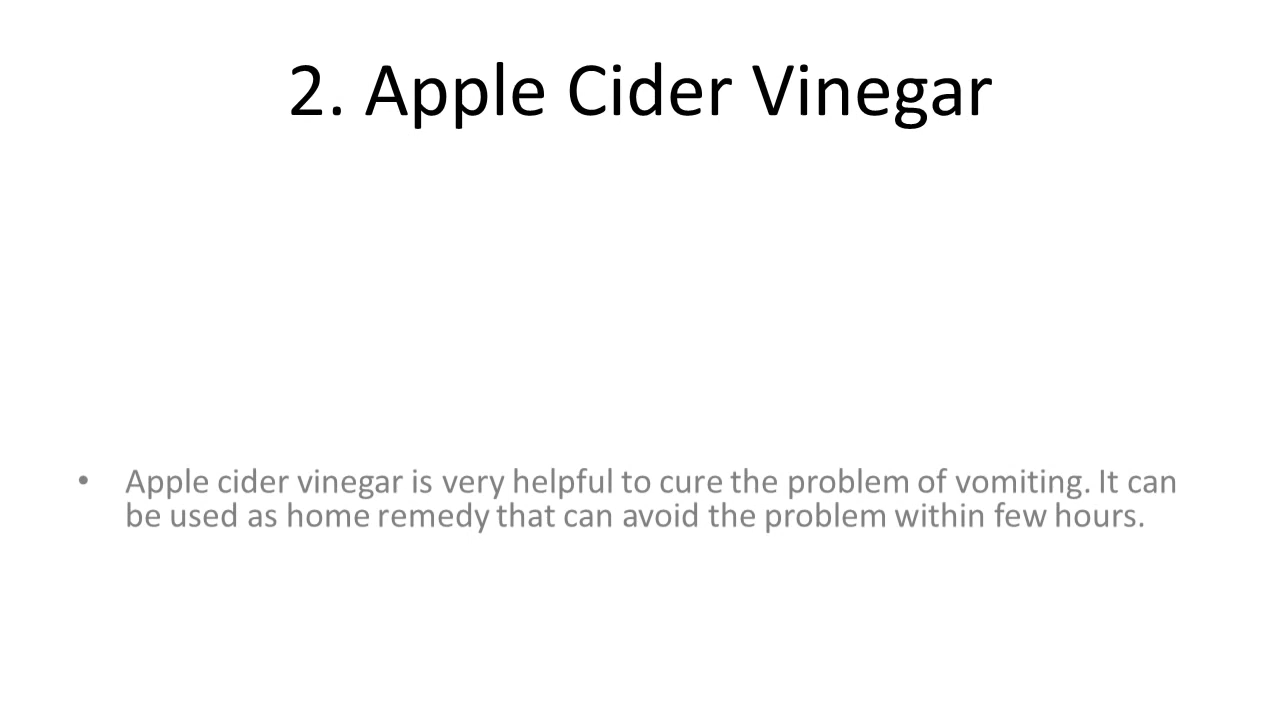 2. Apple Cider Vinegar
• Apple cider vinegar is very helpful to cure the problem of vomiting. It can
be used as home remedy that can avoid the problem within few hours.